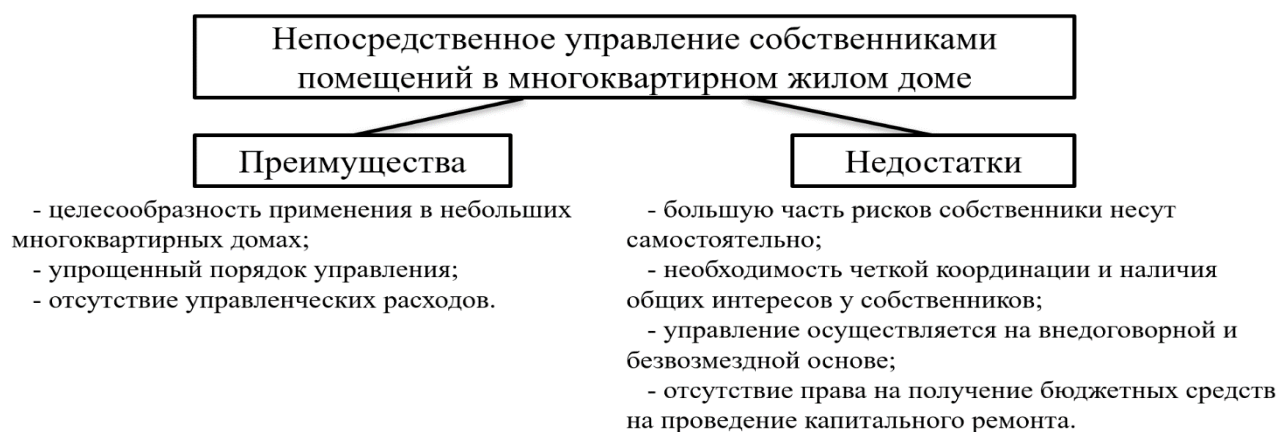 Непосредственное управление собственниками
помещений в многоквартирном жилом доме
Преимущества
- целесообразность применения в небольших
многоквартирных домах;
- упрощенный порядок управления;
- отсутствие управленческих расходов.
Недостатки
- большую часть рисков собственники несут
самостоятельно;
- необходимость четкой координации и наличия
общих интересов у собственников;
- управление осуществляется на внедоговорной и
безвозмездной основе;
- отсутствие права на получение бюджетных средств
на проведение капитального ремонта.